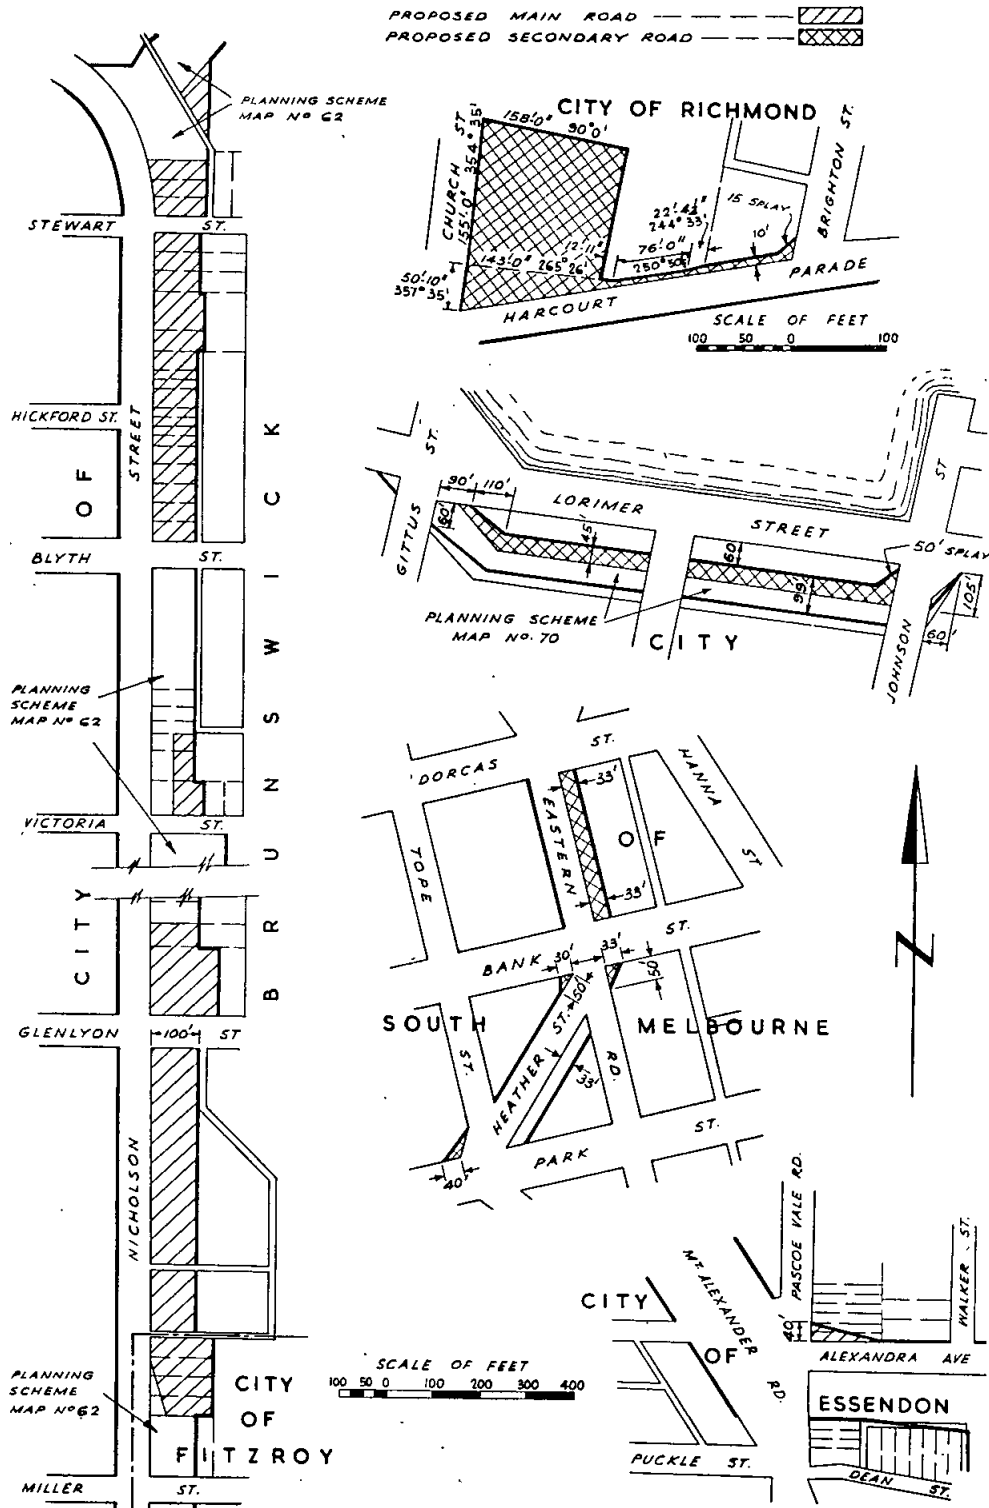 PROPOSED MAIN ROAD
PROPOSED SECONDARY ROAD
PLANNING SCHEME
MAP Nº 62
STEWART ST.
HICKFORD ST.
STREET
OF
BLYTH ST.
PLANNING
SCHEME
MAP Nº 62
VICTORIA ST.
CITY
BRUNSWICK
GLENLYON ST
100'
NICHOLSON
PLANNING
SCHEME
MAP Nº 62
CITY
OF
FITZROY
MILLER ST.
CITY OF RICHMOND
CHURCH ST
155'·0" 354° 35'
158'·0"
90° 0'
50'·10"
357° 35'
143'·0" 265° 26'
12'·11"
22'·4½"
244° 33'
76'·0"
250° 50'
15 SPLAY
10'
BRIGHTON ST.
HARCOURT PARADE
SCALE OF FEET
100 50 0 100
GITTUS ST.
90' 110'
60'
LORIMER STREET
45'
60'
99'
50' SPLAY
105'
60'
JOHNSON ST
PLANNING SCHEME
MAP Nº 70
CITY
DORCAS ST.
HANNA ST
33'
EASTERN RD.
TOPE ST.
OF
33'
BANK ST.
30' 33'
50'
50'
SOUTH MELBOURNE
HEATHER ST.
33'
PARK ST.
40'
N
CITY
OF
ESSENDON
MT. ALEXANDER RD.
PASCOE VALE RD.
WALKER ST.
40'
ALEXANDRA AVE
PUCKLE ST.
DEAN ST.
SCALE OF FEET
100 50 0 100 200 300 400